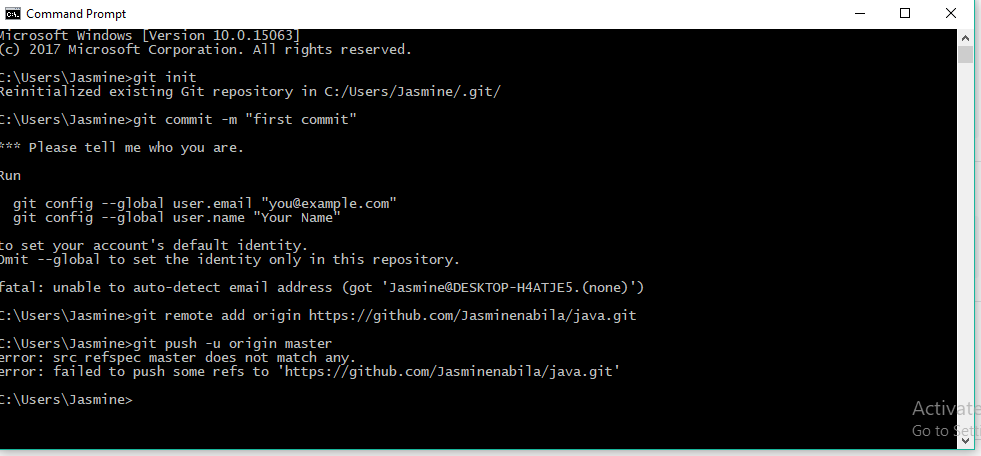 Command Prompt
Microsoft Windows [Version 10.0.15063]
(c) 2017 Microsoft Corporation. All rights reserved.
C:\Users\Jasmine>git init
Reinitialized existing Git repository in C:/Users/Jasmine/.git/
C:\Users\Jasmine>git commit -m "first commit"
*** Please tell me who you are.
Run
git config --global user.email "you@example.com"
git config --global user.name "Your Name"
to set your account's default identity.
Omit --global to set the identity only in this repository.
fatal: unable to auto-detect email address (got 'Jasmine@DESKTOP-H4ATJE5.(none)')
C:\Users\Jasmine>git remote add origin https://github.com/Jasminenabila/java.git
C:\Users\Jasmine>git push -u origin master
error: src refspec master does not match any.
error: failed to push some refs to 'https://github.com/Jasminenabila/java.git'
C:\Users\Jasmine>
Activate
Go to Setti